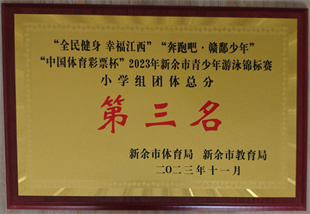 “全民健身 幸福江西”“奔跑吧·赣鄱少年”
“中国体育彩票杯”2023年新余市青少年游泳锦标赛
小学组团体总分
第三名
新余市体育局 新余市教育局
二〇二三年十一月